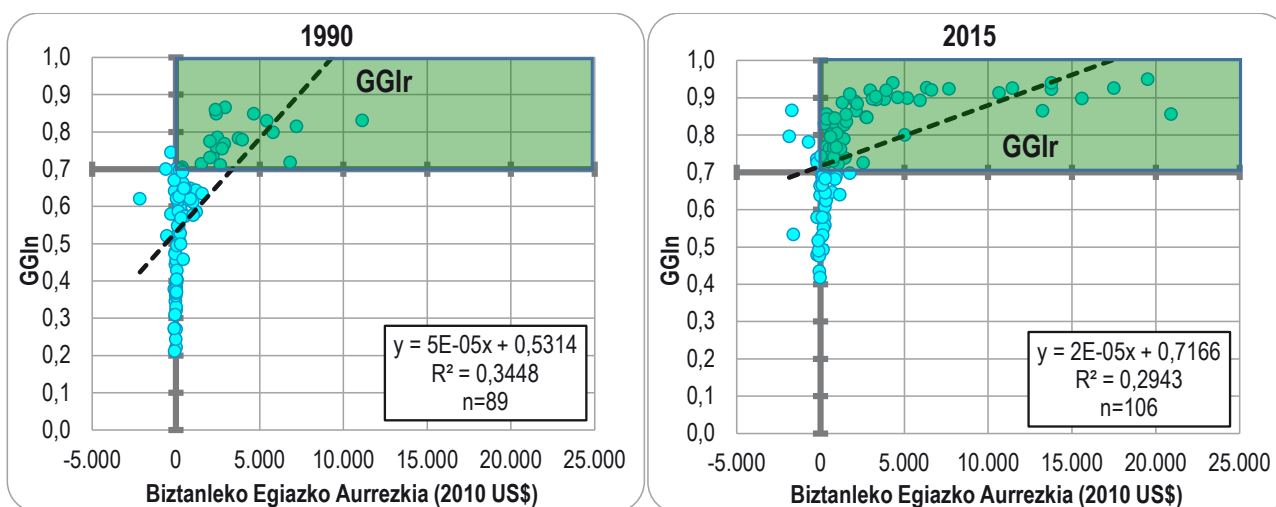 1990
GGIn
1,0
0,9
0,8
0,7
0,6
0,5
0,4
0,3
0,2
0,1
0,0
GGIr
y = 5E-05x + 0,5314
R² = 0,3448
n=89
-5.000 0 5.000 10.000 15.000 20.000 25.000
Biztanleko Egiazko Aurrezkia (2010 US$)
2015
GGIn
1,0
0,9
0,8
0,7
0,6
0,5
0,4
0,3
0,2
0,1
0,0
GGIr
y = 2E-05x + 0,7166
R² = 0,2943
n=106
-5.000 0 5.000 10.000 15.000 20.000 25.000
Biztanleko Egiazko Aurrezkia (2010 US$)